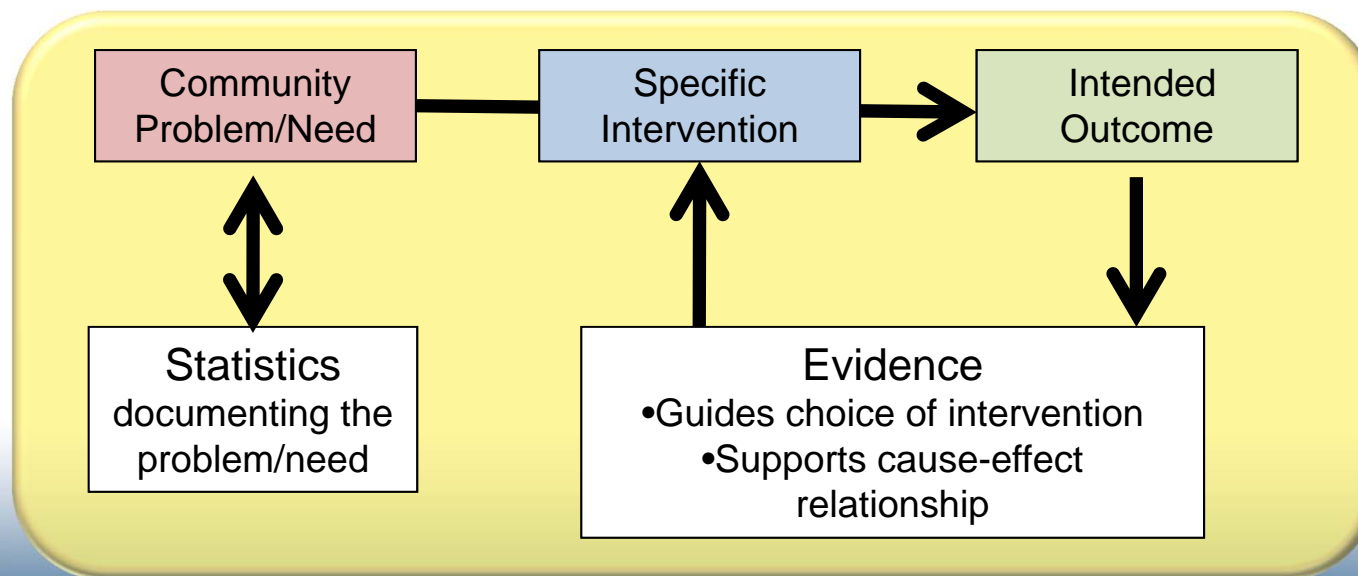 Community
Problem/Need
Specific
Intervention
Intended
Outcome
Statistics
documenting the
problem/need
Evidence
•Guides choice of intervention
•Supports cause-effect
relationship